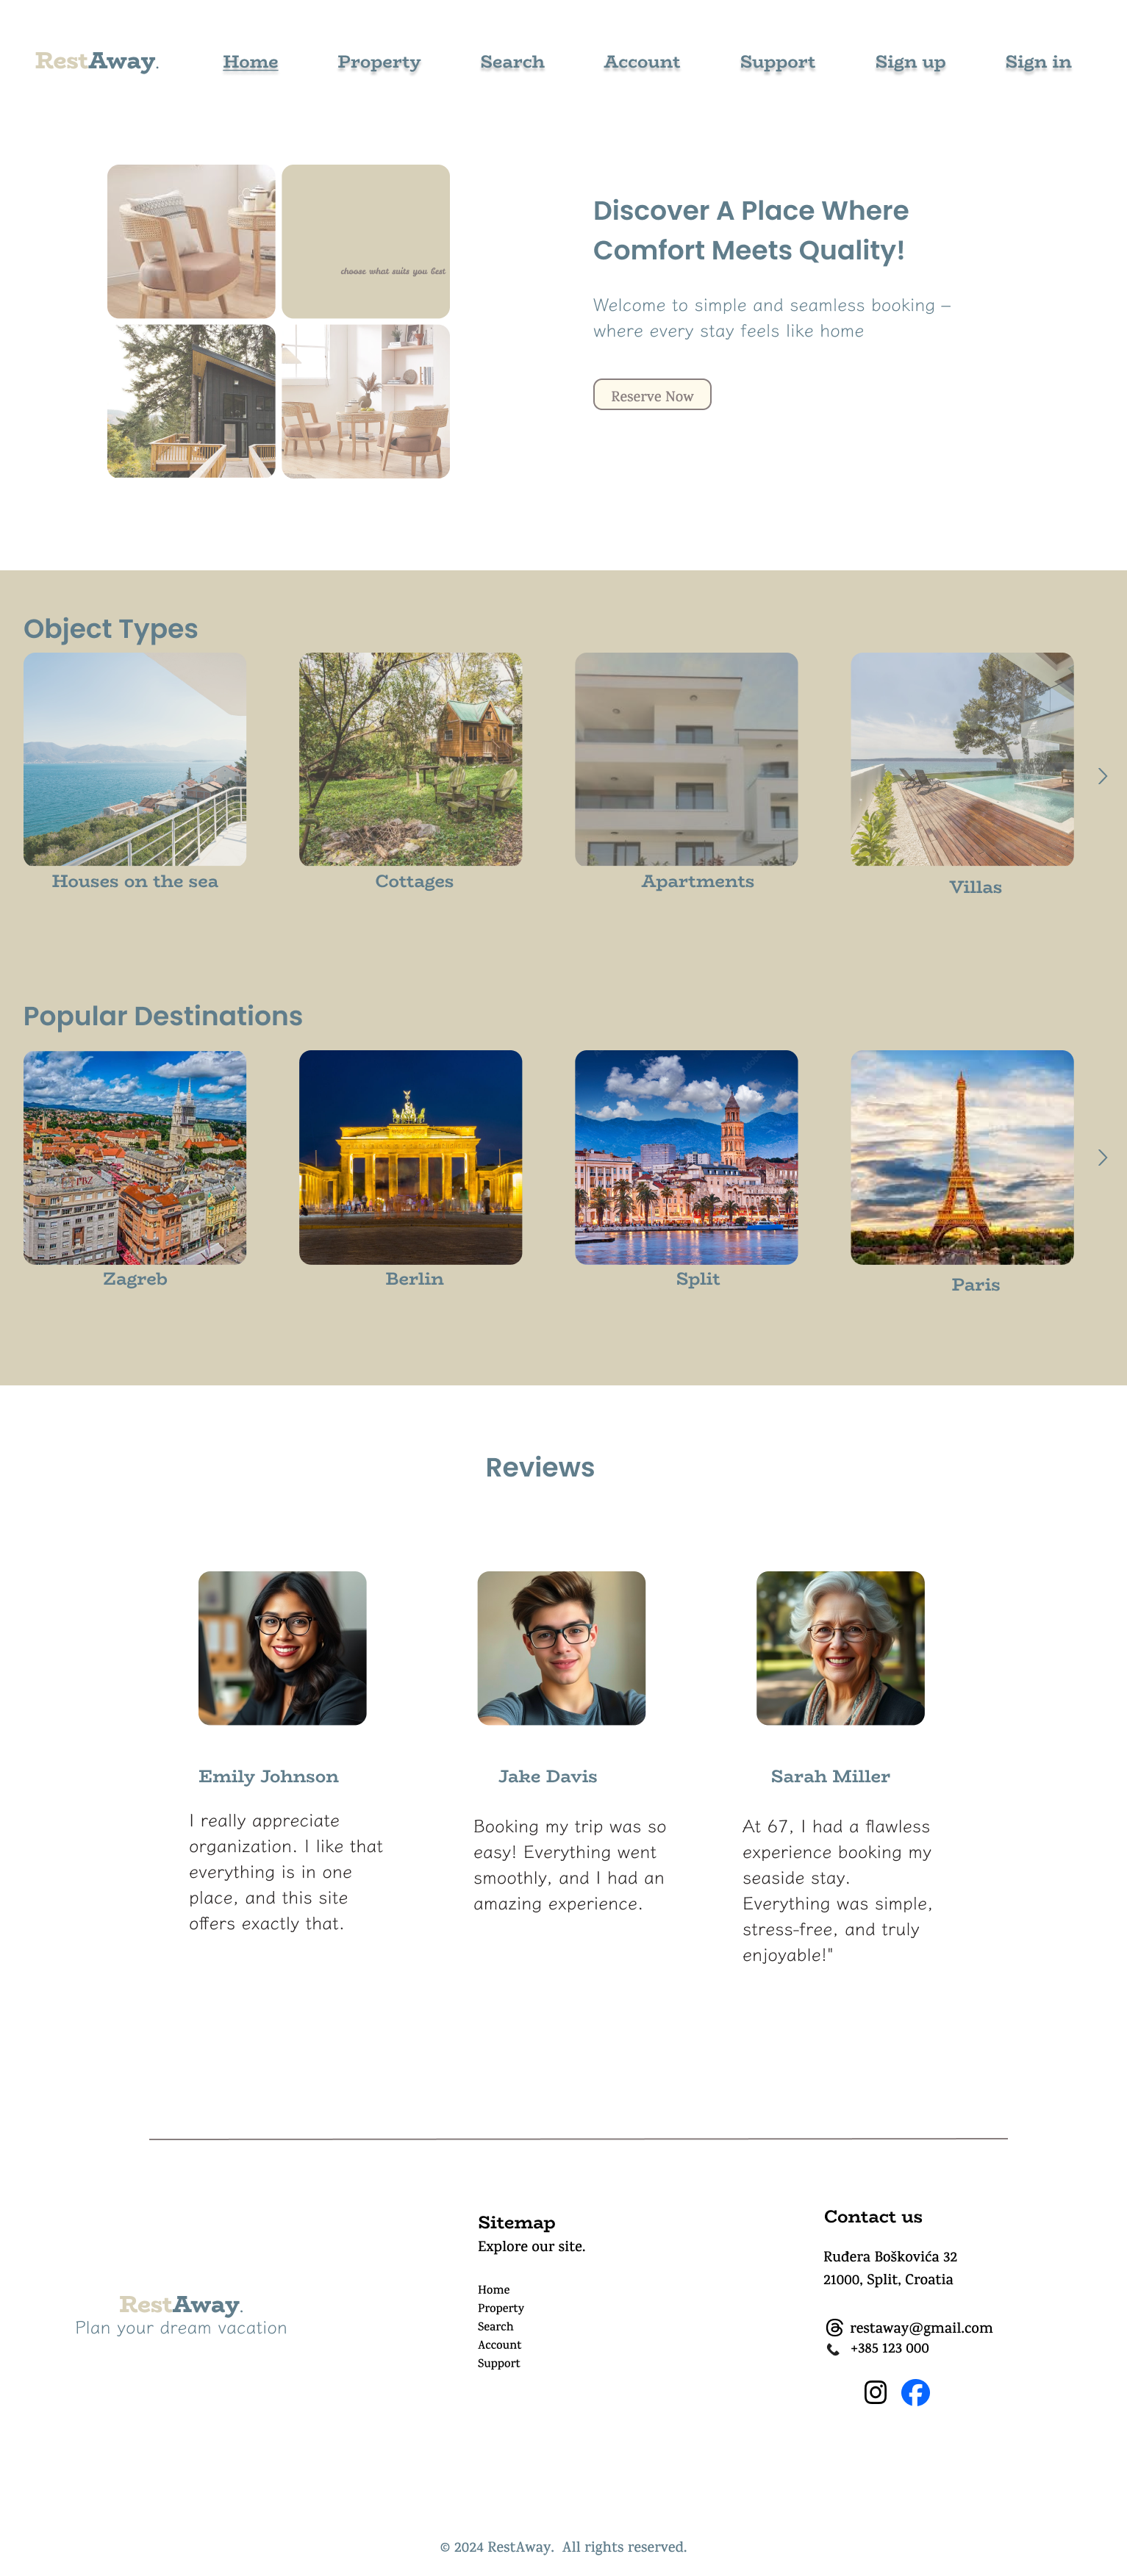 RestAway.
Home
Property
Search
Account
Support
Sign up
Sign in
choose what suits you best
Discover A Place Where
Comfort Meets Quality!
Welcome to simple and seamless booking –
where every stay feels like home
Reserve Now
Object Types
Houses on the sea
Cottages
Apartments
Villas
Popular Destinations
Zagreb
Berlin
Split
Paris
Reviews
Emily Johnson
I really appreciate
organization. I like that
everything is in one
place, and this site
offers exactly that.
Jake Davis
Booking my trip was so
easy! Everything went
smoothly, and I had an
amazing experience.
Sarah Miller
At 67, I had a flawless
experience booking my
seaside stay.
Everything was simple,
stress-free, and truly
enjoyable!"
RestAway.
Plan your dream vacation
Sitemap
Explore our site.
Home
Property
Search
Account
Support
Contact us
Ruđera Boškovića 32
21000, Split, Croatia
restaway@gmail.com
+385 123 000
© 2024 RestAway. All rights reserved.